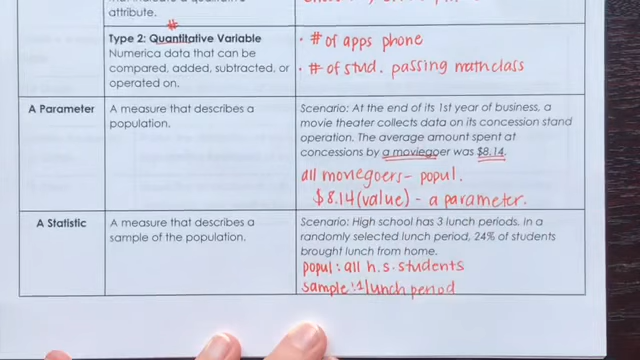 attribute.
#
Type 2: Quantitative Variable
Numerica data that can be
compared, added, subtracted, or
operated on.
• # of apps phone
• # of stud. passing math class
A Parameter
A measure that describes a
population.
Scenario: At the end of its 1st year of business, a
movie theater collects data on its concession stand
operation. The average amount spent at
concessions by a moviegoer was $8.14.
all moviegoers - popul.
$8.14 (value) - a parameter.
A Statistic
A measure that describes a
sample of the population.
Scenario: High school has 3 lunch periods. In a
randomly selected lunch period, 24% of students
brought lunch from home.
popul: all h.s. students
sample: 1 lunch period